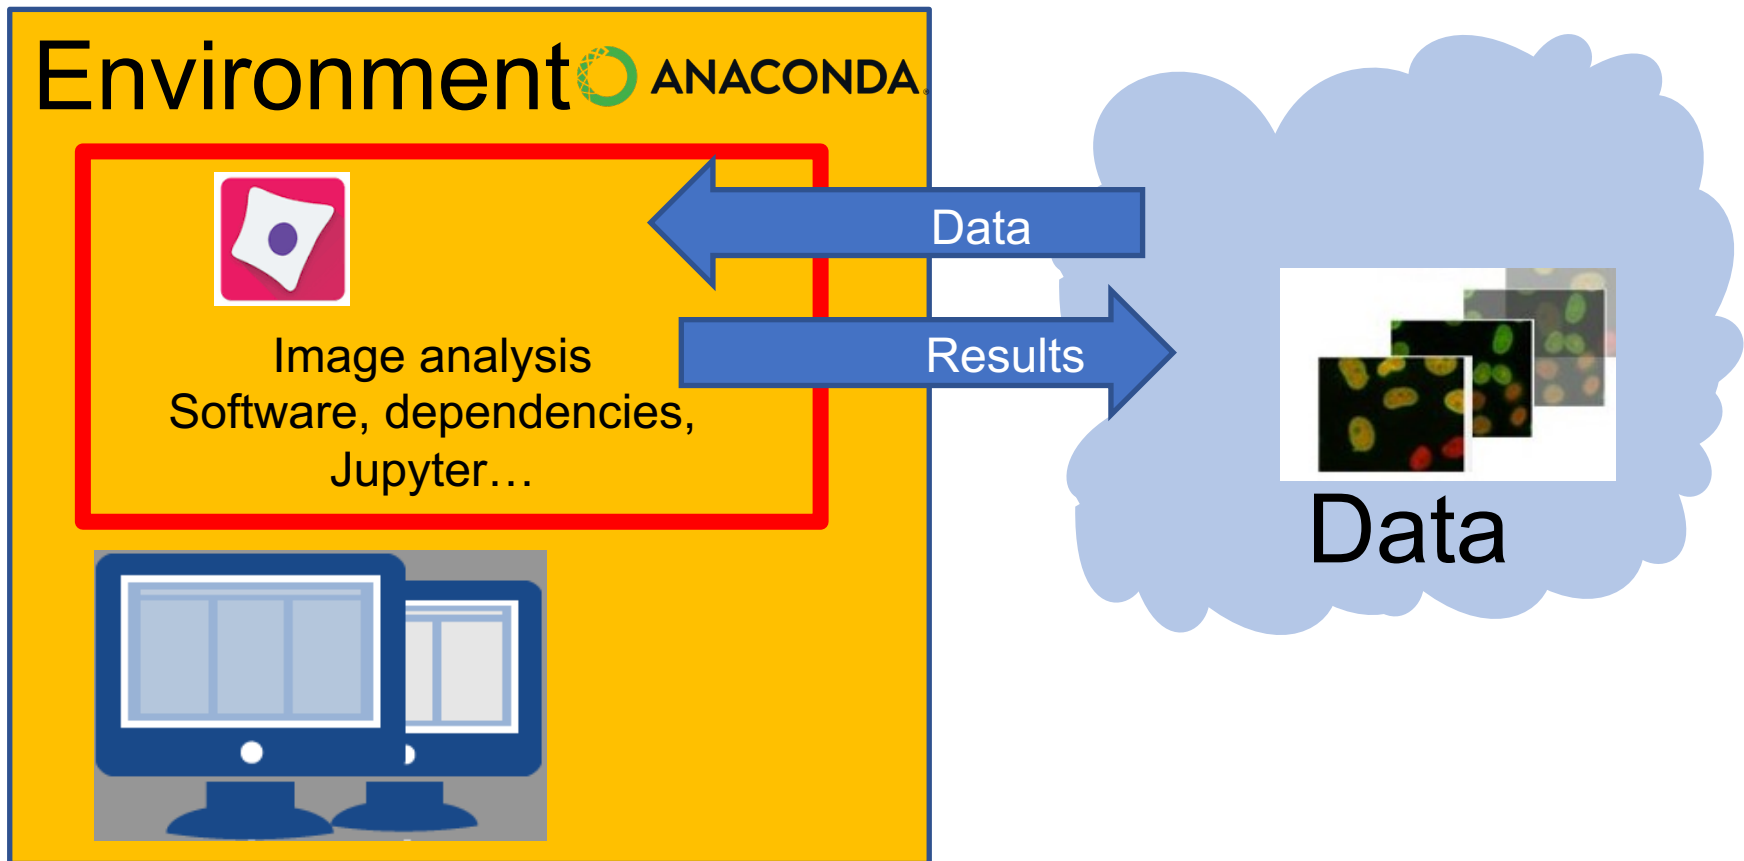 Environment ANACONDA®
Data
Results
Image analysis
Software, dependencies,
Jupyter…
Data